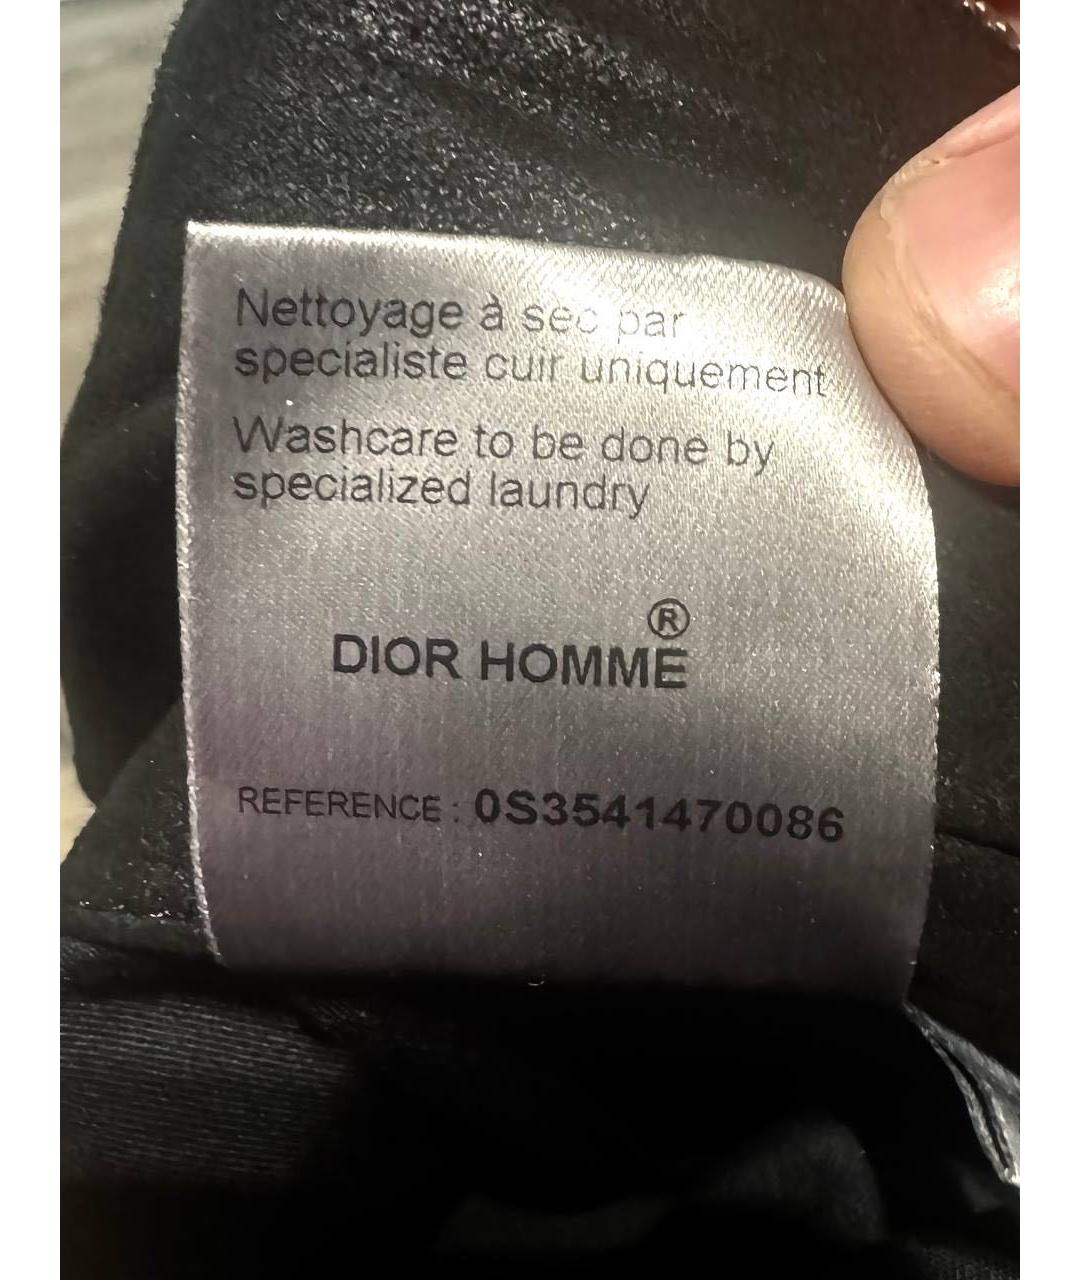 Nettoyage à sec par
specialiste cuir uniquement
Washcare to be done by
specialized laundry
DIOR HOMME®
REFERENCE : 0S3541470086